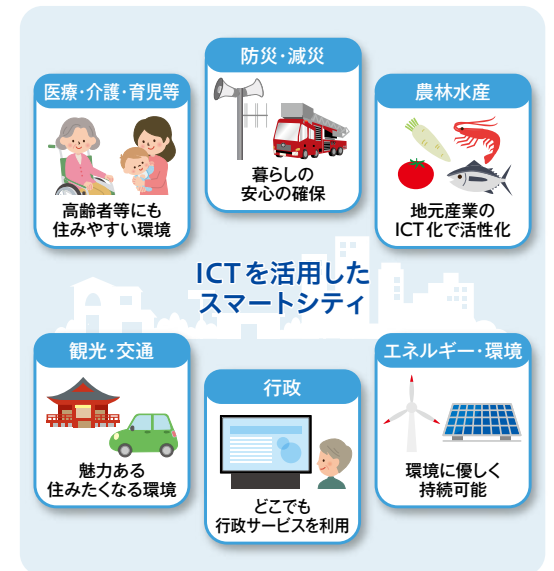 防災・減災
暮らしの
安心の確保
医療・介護・育児等
高齢者等にも
住みやすい環境
農林水産
地元産業の
ICT化で活性化
ICTを活用した
スマートシティ
観光・交通
魅力ある
住みたくなる環境
行政
どこでも
行政サービスを利用
エネルギー・環境
環境に優しく
持続可能